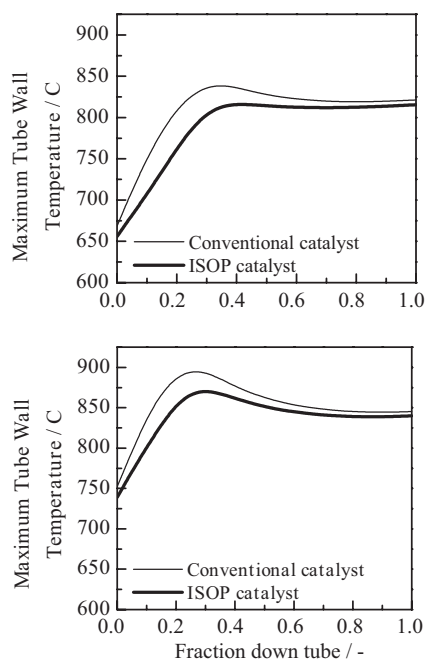 900
850
800
750
700
650
600
Maximum Tube Wall
Temperature / C
Conventional catalyst
ISOP catalyst
0.0 0.2 0.4 0.6 0.8 1.0
900
850
800
750
700
650
600
Maximum Tube Wall
Temperature / C
Conventional catalyst
ISOP catalyst
0.0 0.2 0.4 0.6 0.8 1.0
Fraction down tube / -